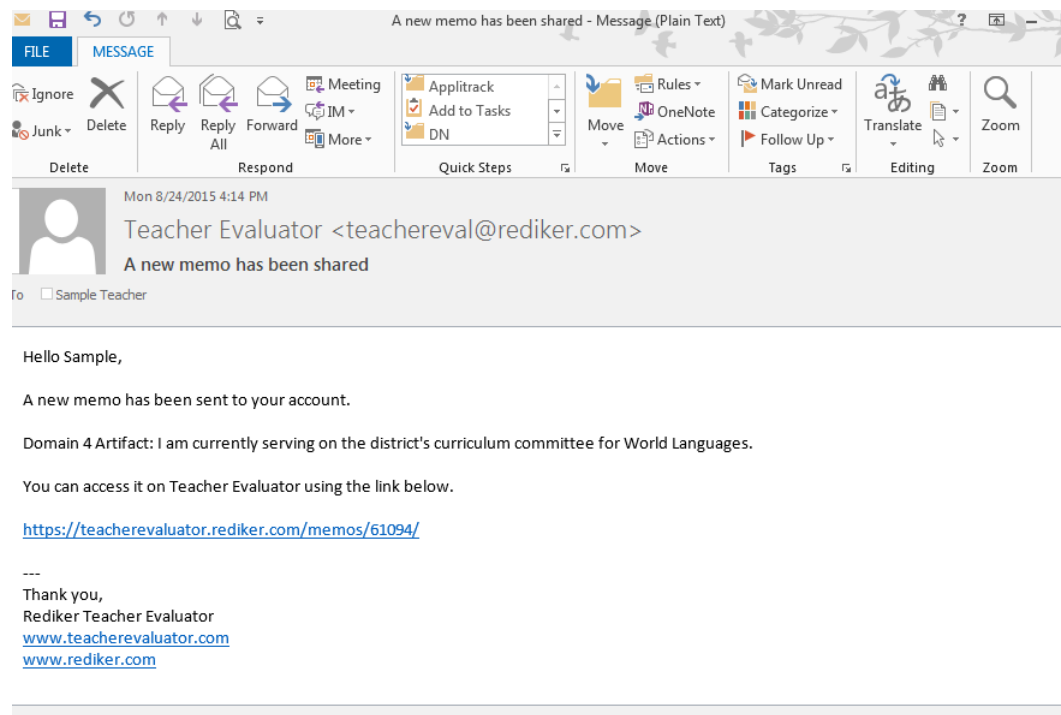 A new memo has been shared - Message (Plain Text) ?
FILE MESSAGE
Ignore
Junk
Delete
Reply
Reply All
Forward
Meeting
IM
More
Applitrack
Add to Tasks
DN
Move
Rules
OneNote
Actions
Mark Unread
Categorize
Follow Up
Translate
Zoom
Delete Respond Quick Steps Move Tags Editing Zoom
Mon 8/24/2015 4:14 PM
Teacher Evaluator <teachereval@rediker.com>
A new memo has been shared
To Sample Teacher
Hello Sample,
A new memo has been sent to your account.
Domain 4 Artifact: I am currently serving on the district's curriculum committee for World Languages.
You can access it on Teacher Evaluator using the link below.
https://teacherevaluator.rediker.com/memos/61094/
---
Thank you,
Rediker Teacher Evaluator
www.teacherevaluator.com
www.rediker.com